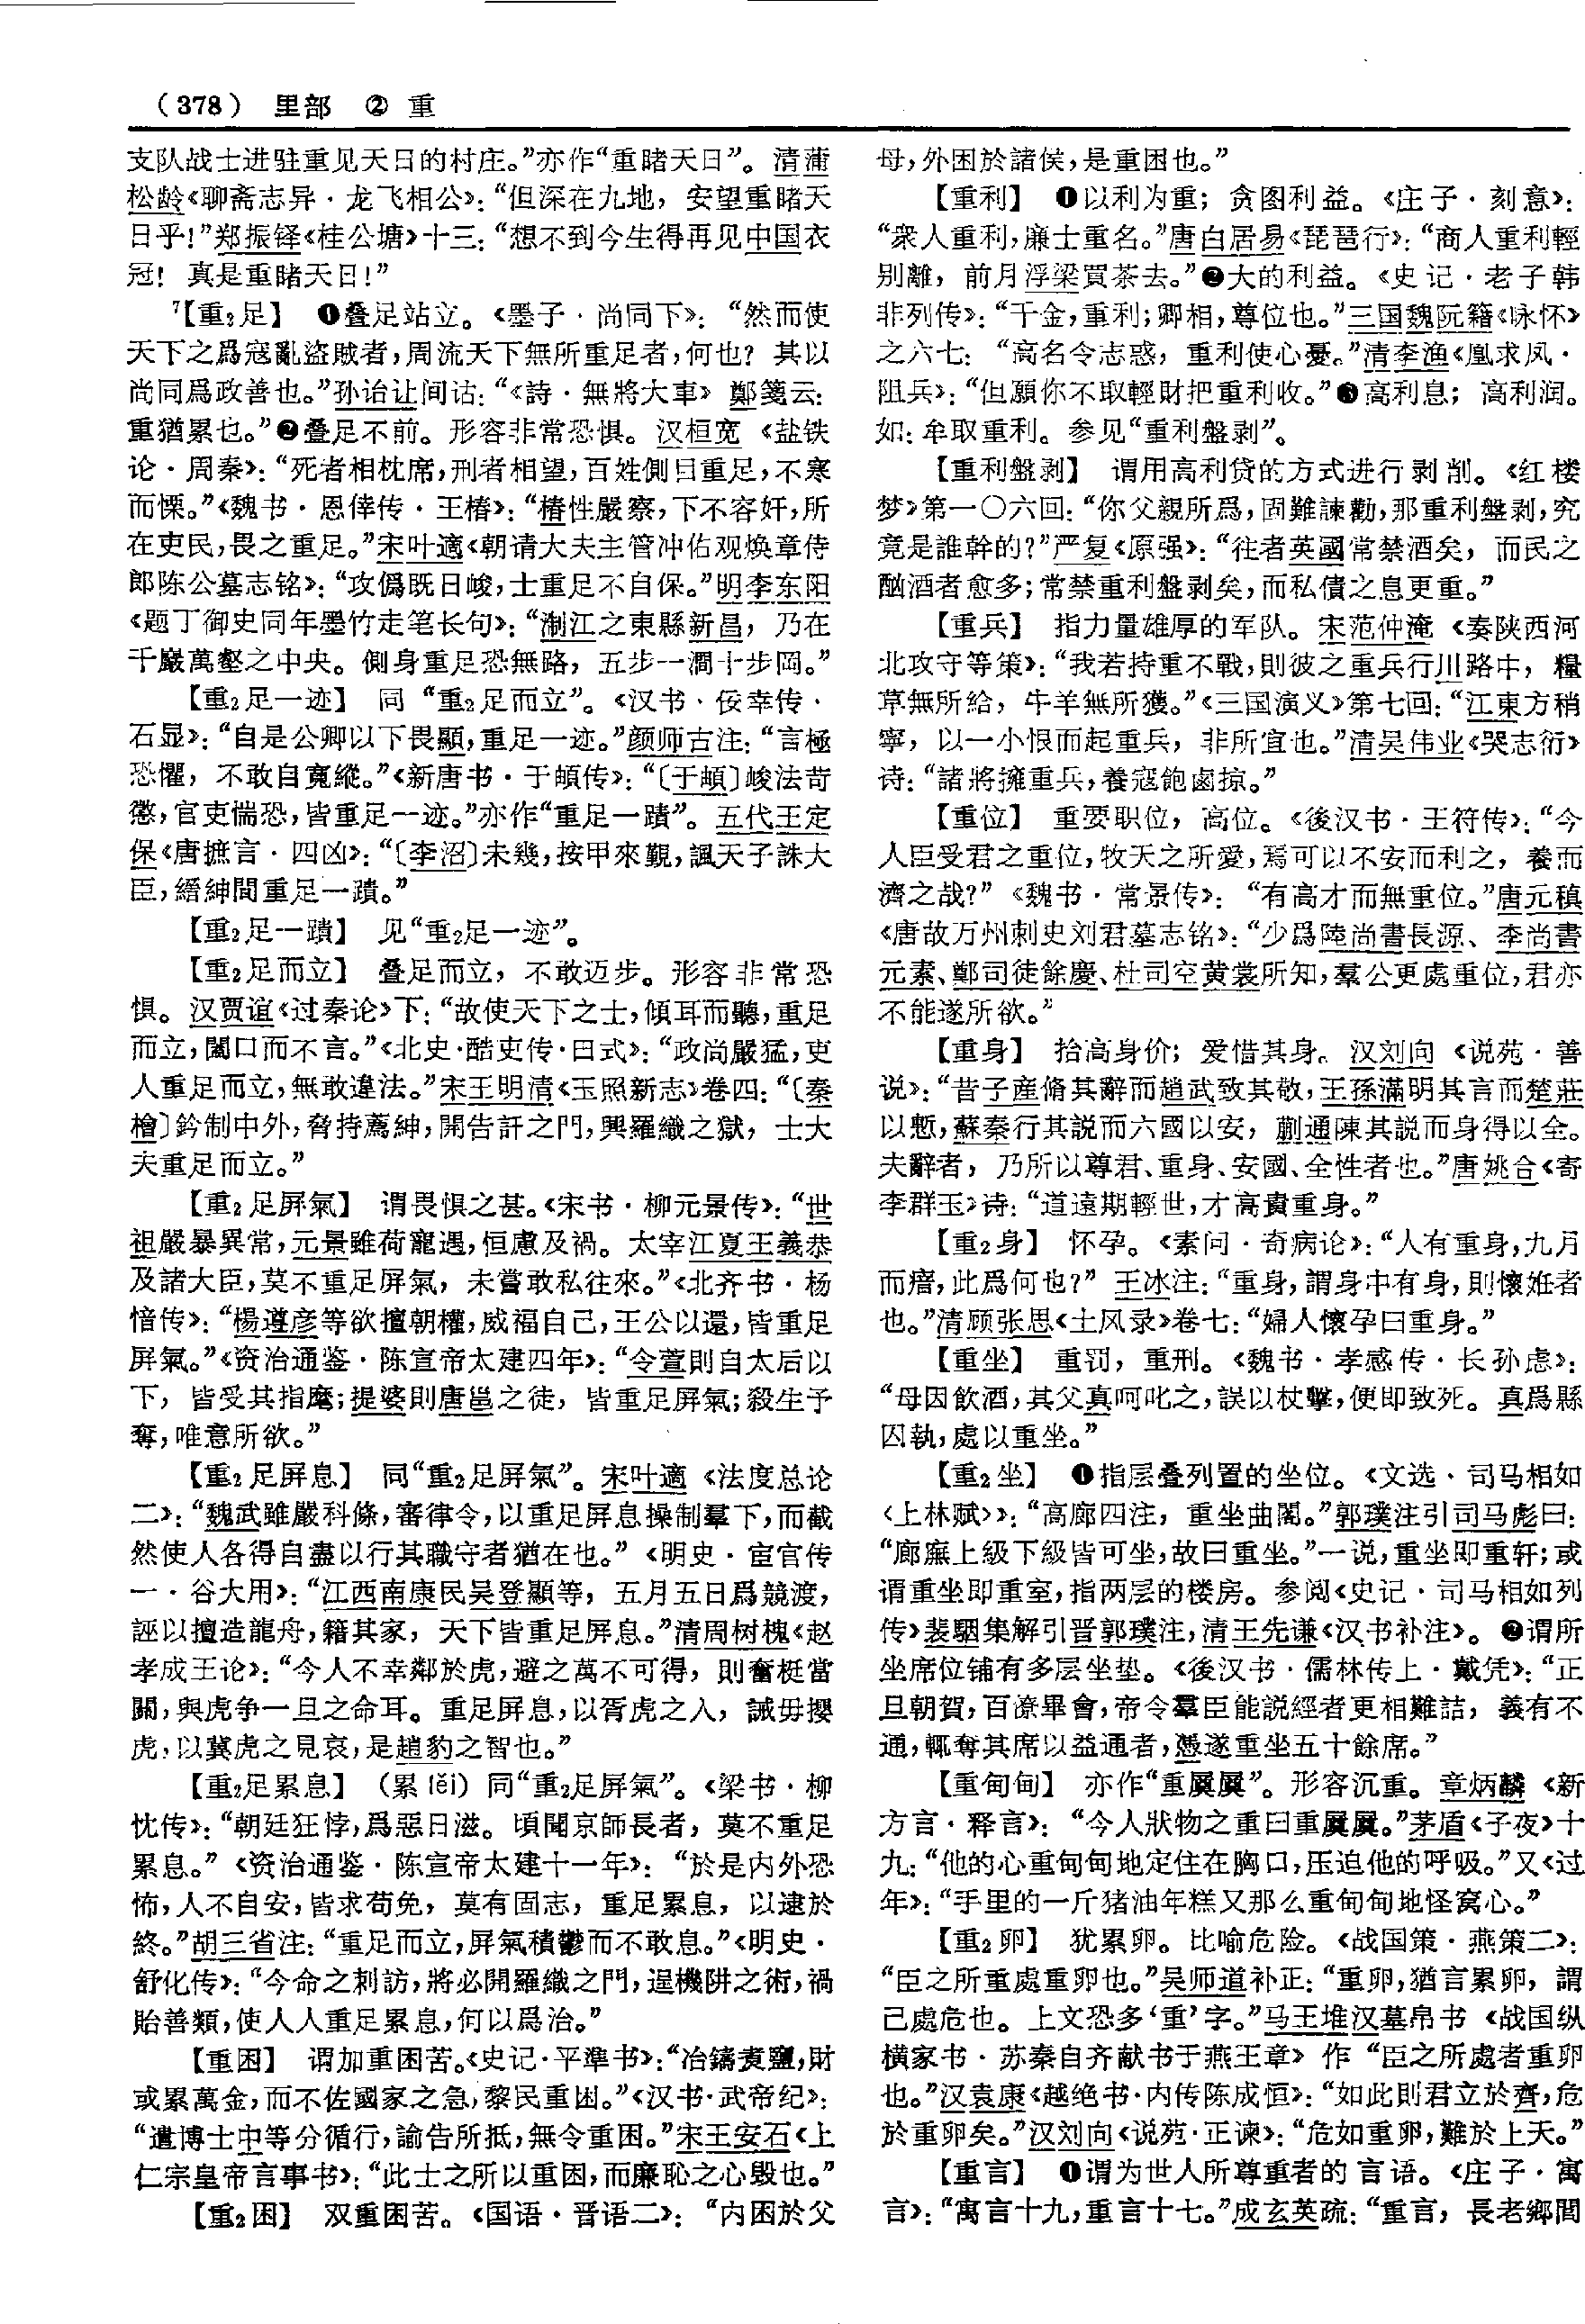 （378） 里部 ② 重
支队战士进驻重见天日的村庄。”亦作“重睹天日”。清蒲
松龄《聊斋志异·龙飞相公》：“但深在九地，安望重睹天
日乎！”郑振铎《桂公塘》十三：“想不到今生得再见中国衣
冠！真是重睹天日！”
【重₂足】 ❶叠足站立。《墨子·尚同下》：“然而使
天下之爲寇亂盜賊者，周流天下無所重足者，何也？其以
尚同爲政善也。”孙诒让间诂：“《詩·無將大車》鄭箋云：
重猶累也。”❷叠足不前。形容非常恐惧。汉桓宽《盐铁
论·周秦》：“死者相枕席，刑者相望，百姓側目重足，不寒
而慄。”《魏书·恩倖传·王椿》：“椿性嚴察，下不容奸，所
在吏民，畏之重足。”宋叶適《朝请大夫主管冲佑观焕章侍
郎陈公墓志铭》：“攻僞既日峻，士重足不自保。”明李东阳
《题丁御史同年墨竹走笔长句》：“淛江之東縣新昌，乃在
千巖萬壑之中央。側身重足恐無路，五步一澗十步岡。”
【重₂足一迹】 同“重₂足而立”。《汉书·佞幸传·
石显》：“自是公卿以下畏顯，重足一迹。”颜师古注：“言極
恐懼，不敢自寬縱。”《新唐书·于頔传》：“〔于頔〕峻法苛
懲，官吏惴恐，皆重足一迹。”亦作“重足一蹟”。五代王定
保《唐摭言·四凶》：“〔李沼〕未幾，按甲來覲，諷天子誅大
臣，縉紳間重足一蹟。”
【重₂足一蹟】 见“重₂足一迹”。
【重₂足而立】 叠足而立，不敢迈步。形容非常恐
惧。汉贾谊《过秦论》下：“故使天下之士，傾耳而聽，重足
而立，闔口而不言。”《北史·酷吏传·田式》：“政尚嚴猛，吏
人重足而立，無敢違法。”宋王明清《玉照新志》卷四：“〔秦
檜〕鈐制中外，脅持薦紳，開告訐之門，興羅織之獄，士大
夫重足而立。”
【重₂足屏氣】 谓畏惧之甚。《宋书·柳元景传》：“世
祖嚴暴異常，元景雖荷寵遇，恒慮及禍。太宰江夏王義恭
及諸大臣，莫不重足屏氣，未嘗敢私往來。”《北齐书·杨
愔传》：“楊遵彦等欲擅朝權，威福自己，王公以還，皆重足
屏氣。”《资治通鉴·陈宣帝太建四年》：“令萱則自太后以
下，皆受其指麾；提婆則唐邕之徒，皆重足屏氣；殺生予
奪，唯意所欲。”
【重₂足屏息】 同“重₂足屏氣”。宋叶適《法度总论
二》：“魏武雖嚴科條，審律令，以重足屏息操制羣下，而截
然使人各得自盡以行其職守者猶在也。”《明史·宦官传
一·谷大用》：“江西南康民吴登顯等，五月五日爲競渡，
誣以擅造龍舟，籍其家，天下皆重足屏息。”清周树槐《赵
孝成王论》：“今人不幸鄰於虎，避之萬不可得，則奮梃當
關，與虎争一旦之命耳。重足屏息，以胥虎之入，誡毋攖
虎，以冀虎之見哀，是趙豹之智也。”
【重₂足累息】 （累 lěi）同“重₂足屏氣”。《梁书·柳
忱传》：“朝廷狂悖，爲惡日滋。頃聞京師長者，莫不重足
累息。”《资治通鉴·陈宣帝太建十一年》：“於是内外恐
怖，人不自安，皆求苟免，莫有固志，重足累息，以逮於
終。”胡三省注：“重足而立，屏氣積鬱而不敢息。”《明史·
舒化传》：“今命之刺訪，將必開羅織之門，逞機阱之術，禍
貽善類，使人人重足累息，何以爲治。”
【重困】 谓加重困苦。《史记·平準书》：“冶鑄煮鹽，財
或累萬金，而不佐國家之急，黎民重困。”《汉书·武帝纪》：
“遣博士中等分循行，諭告所抵，無令重困。”宋王安石《上
仁宗皇帝言事书》：“此士之所以重困，而廉恥之心毁也。”
【重₂困】 双重困苦。《国语·晋语二》：“内困於父
母，外困於諸侯，是重困也。”
【重利】 ❶以利为重；贪图利益。《庄子·刻意》：
“衆人重利，廉士重名。”唐白居易《琵琶行》：“商人重利輕
别離，前月浮梁買茶去。”❷大的利益。《史记·老子韩
非列传》：“千金，重利；卿相，尊位也。”三国魏阮籍《咏怀》
之六七：“高名令志惑，重利使心憂。”清李渔《凰求凤·
阻兵》：“但願你不取輕財把重利收。”❸高利息；高利润。
如：牟取重利。参见“重利盤剥”。
【重利盤剥】 谓用高利贷的方式进行剥削。《红楼
梦》第一〇六回：“你父親所爲，固難諫勸，那重利盤剥，究
竟是誰幹的？”严复《原强》：“往者英國常禁酒矣，而民之
酗酒者愈多；常禁重利盤剥矣，而私債之息更重。”
【重兵】 指力量雄厚的军队。宋范仲淹《奏陕西河
北攻守等策》：“我若持重不戰，則彼之重兵行川路中，糧
草無所給，牛羊無所獲。”《三国演义》第七回：“江東方稍
寧，以一小恨而起重兵，非所宜也。”清吴伟业《哭志衍》
诗：“諸將擁重兵，養寇飽鹵掠。”
【重位】 重要职位，高位。《後汉书·王符传》：“今
人臣受君之重位，牧天之所愛，焉可以不安而利之，養而
濟之哉？”《魏书·常景传》：“有高才而無重位。”唐元稹
《唐故万州刺史刘君墓志铭》：“少爲陸尚書長源、李尚書
元素、鄭司徒餘慶、杜司空黄裳所知，羣公更處重位，君亦
不能遂所欲。”
【重身】 抬高身价；爱惜其身。汉刘向《说苑·善
说》：“昔子産脩其辭而趙武致其敬，王孫滿明其言而楚莊
以慙，蘇秦行其説而六國以安，蒯通陳其説而身得以全。
夫辭者，乃所以尊君、重身、安國、全性者也。”唐姚合《寄
李群玉》诗：“道遠期輕世，才高貴重身。”
【重₂身】 怀孕。《素问·奇病论》：“人有重身，九月
而瘖，此爲何也？”王冰注：“重身，謂身中有身，則懷妊者
也。”清顾张思《土风录》卷七：“婦人懷孕曰重身。”
【重坐】 重罚，重刑。《魏书·孝感传·长孙虑》：
“母因飲酒，其父真呵叱之，誤以杖擊，便即致死。真爲縣
囚執，處以重坐。”
【重₂坐】 ❶指层叠列置的坐位。《文选·司马相如
〈上林赋〉》：“高廊四注，重坐曲閣。”郭璞注引司马彪曰：
“廊廡上級下級皆可坐，故曰重坐。”一说，重坐即重轩；或
谓重坐即重室，指两层的楼房。参阅《史记·司马相如列
传》裴駰集解引晋郭璞注，清王先谦《汉书补注》。❷谓所
坐席位铺有多层坐垫。《後汉书·儒林传上·戴凭》：“正
旦朝賀，百僚畢會，帝令羣臣能説經者更相難詰，義有不
通，輒奪其席以益通者，憑遂重坐五十餘席。”
【重甸甸】 亦作“重屭屭”。形容沉重。章炳麟《新
方言·释言》：“今人狀物之重曰重屭屭。”茅盾《子夜》十
九：“他的心重甸甸地定住在胸口，压迫他的呼吸。”又《过
年》：“手里的一斤猪油年糕又那么重甸甸地怪窝心。”
【重₂卵】 犹累卵。比喻危险。《战国策·燕策二》：
“臣之所重處重卵也。”吴师道补正：“重卵，猶言累卵，謂
己處危也。上文恐多‘重’字。”马王堆汉墓帛书《战国纵
横家书·苏秦自齐献书于燕王章》作“臣之所處者重卵
也。”汉袁康《越绝书·内传陈成恒》：“如此則君立於齊，危
於重卵矣。”汉刘向《说苑·正谏》：“危如重卵，難於上天。”
【重言】 ❶谓为世人所尊重者的言语。《庄子·寓
言》：“寓言十九，重言十七。”成玄英疏：“重言，長老鄉閭